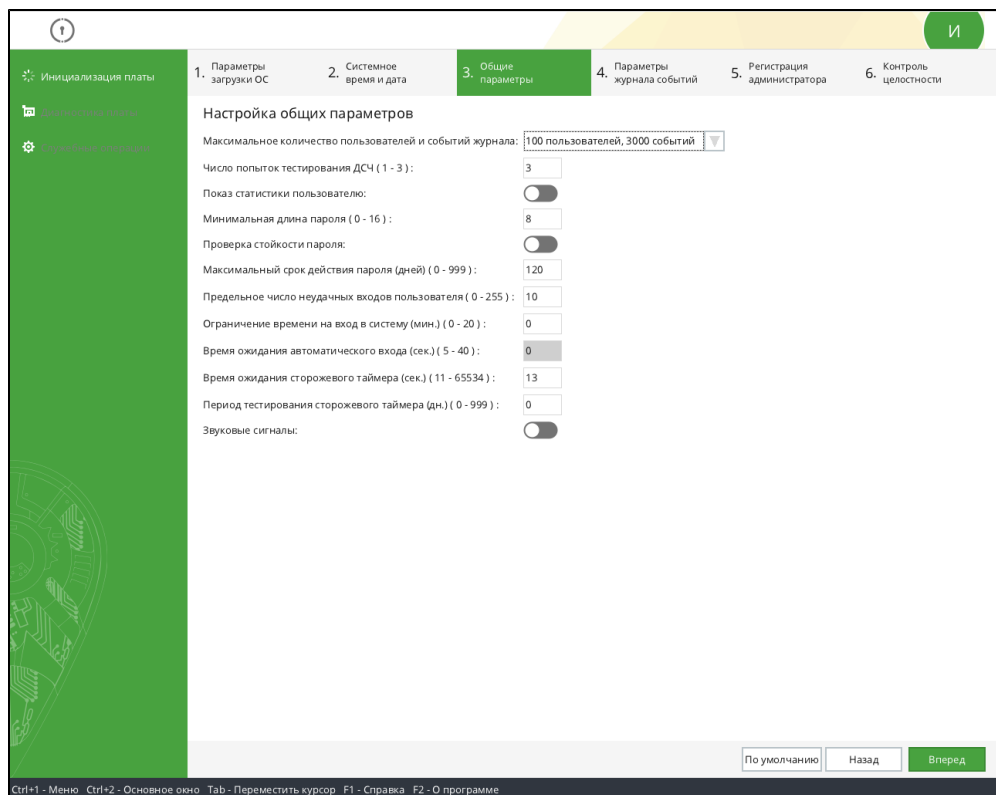 И
Инициализация платы
1. Параметры загрузки ОС
2. Системное время и дата
3. Общие параметры
4. Параметры журнала событий
5. Регистрация администратора
6. Контроль целостности
Настройка общих параметров
Максимальное количество пользователей и событий журнала: 100 пользователей, 3000 событий
Число попыток тестирования ДСЧ ( 1 - 3 ) : 3
Показ статистики пользователю:
Минимальная длина пароля ( 0 - 16 ) : 8
Проверка стойкости пароля:
Максимальный срок действия пароля (дней) ( 0 - 999 ) : 120
Предельное число неудачных входов пользователя ( 0 - 255 ) : 10
Ограничение времени на вход в систему (мин.) ( 0 - 20 ) : 0
Время ожидания автоматического входа (сек.) ( 5 - 40 ) : 0
Время ожидания сторожевого таймера (сек.) ( 11 - 65534 ) : 13
Период тестирования сторожевого таймера (дн.) ( 0 - 999 ) : 0
Звуковые сигналы:
По умолчанию Назад Вперед
Ctrl+1 - Меню Ctrl+2 - Основное окно Tab - Переместить курсор F1 - Справка F2 - О программе